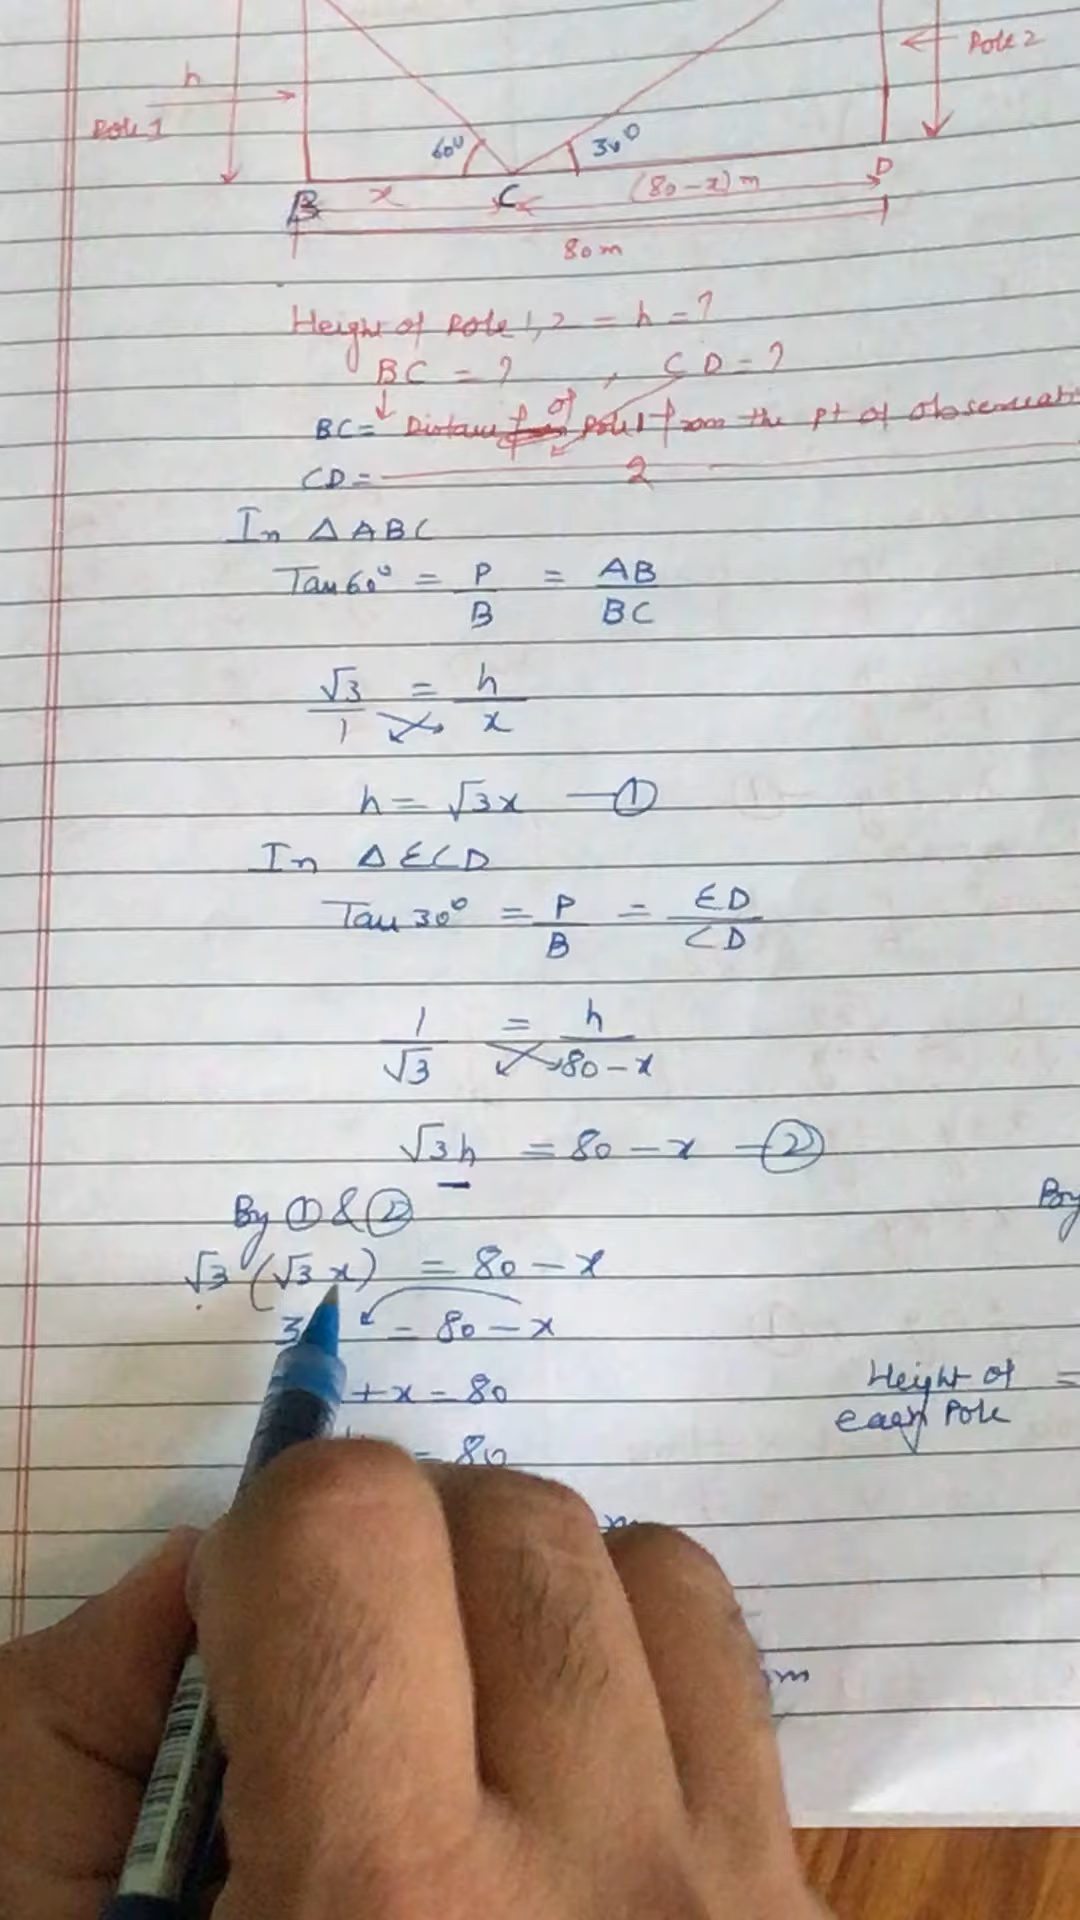 Pole 2
h
Pole 1
60° 30°
B x C (80-x)m D
80m
Height of Pole 1,2 = h = ?
BC = ? , CD = ?
BC = Distance of Pole 1 from the pt of Observati
CD = 2
In △ABC
Tan 60° = P/B = AB/BC
√3/1 = h/x
h = √3x —①
In △ECD
Tan 30° = P/B = ED/CD
1/√3 = h/80-x
√3h = 80-x —②
By ① & ②
√3(√3x) = 80-x
3 = 80-x
+x = 80
= 80
m
m
By
Height of =
each Pole